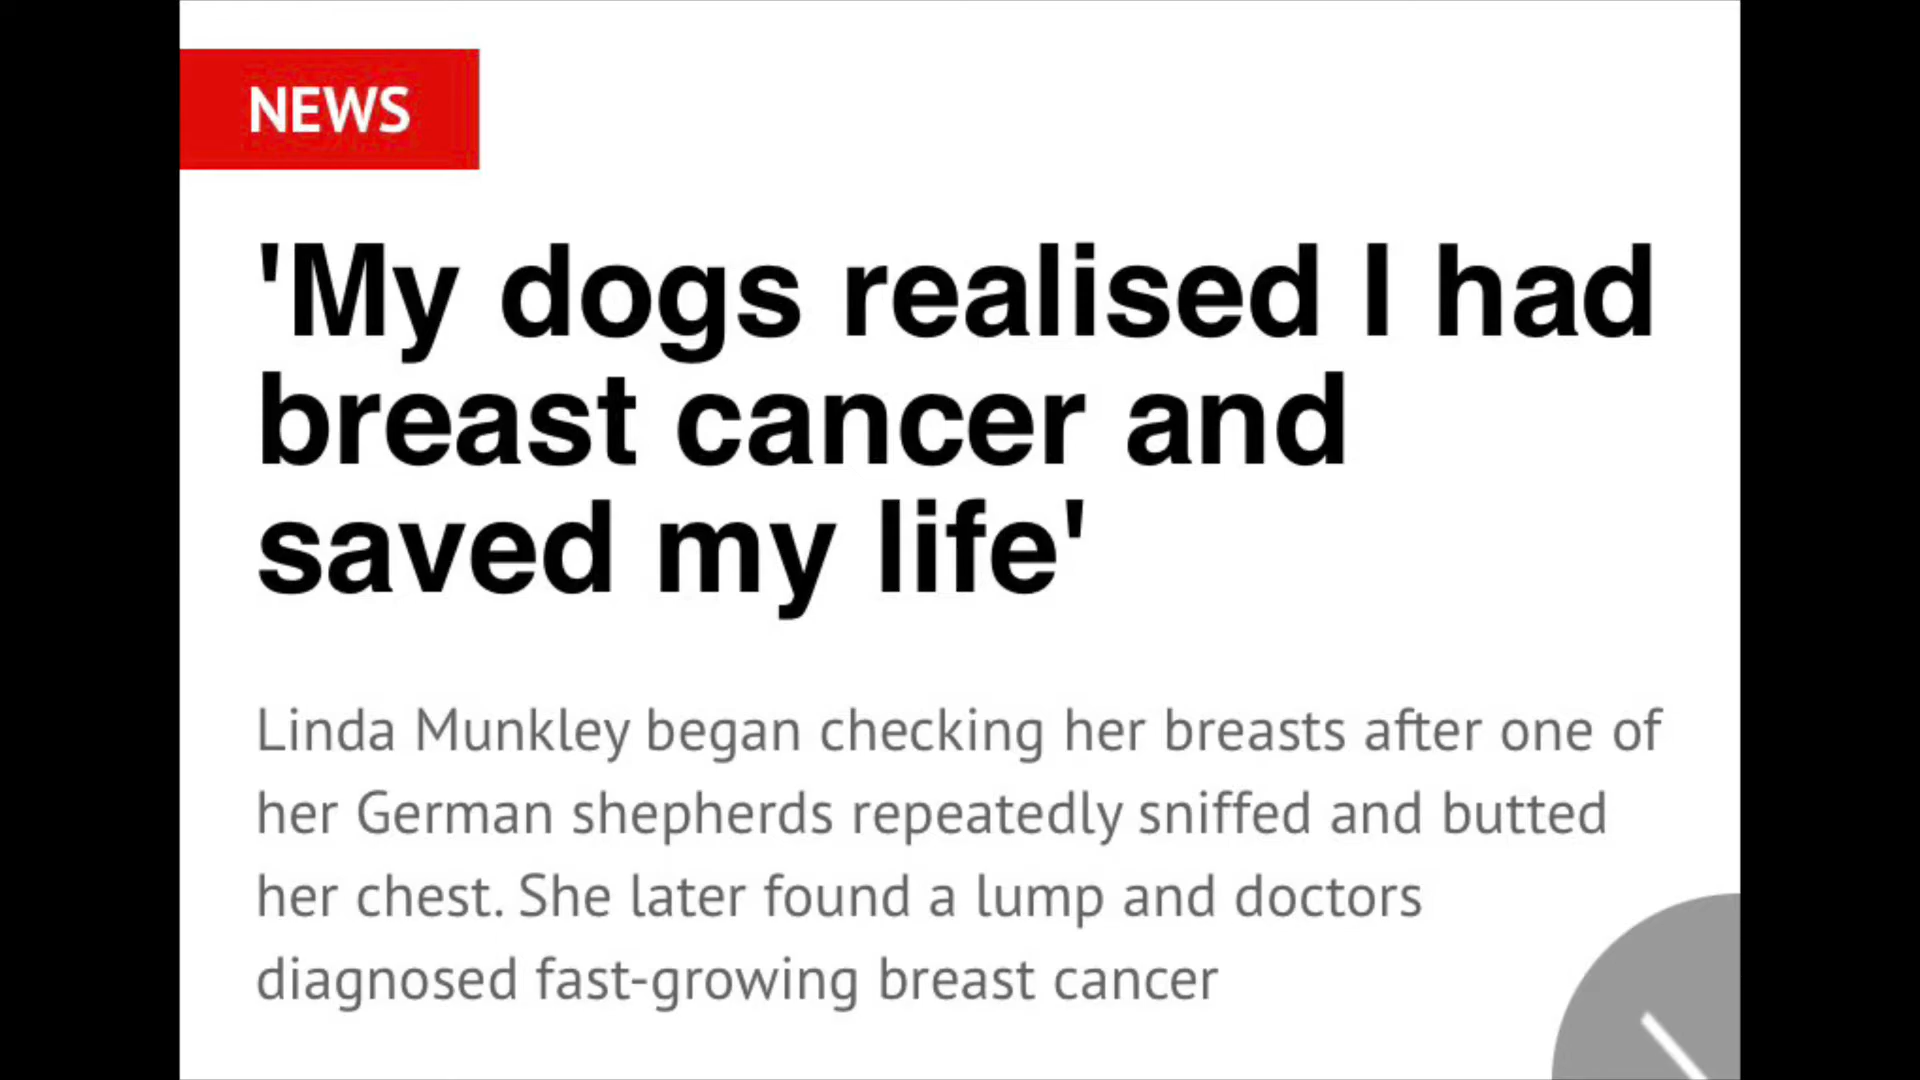 NEWS
'My dogs realised I had
breast cancer and
saved my life'
Linda Munkley began checking her breasts after one of
her German shepherds repeatedly sniffed and butted
her chest. She later found a lump and doctors
diagnosed fast-growing breast cancer